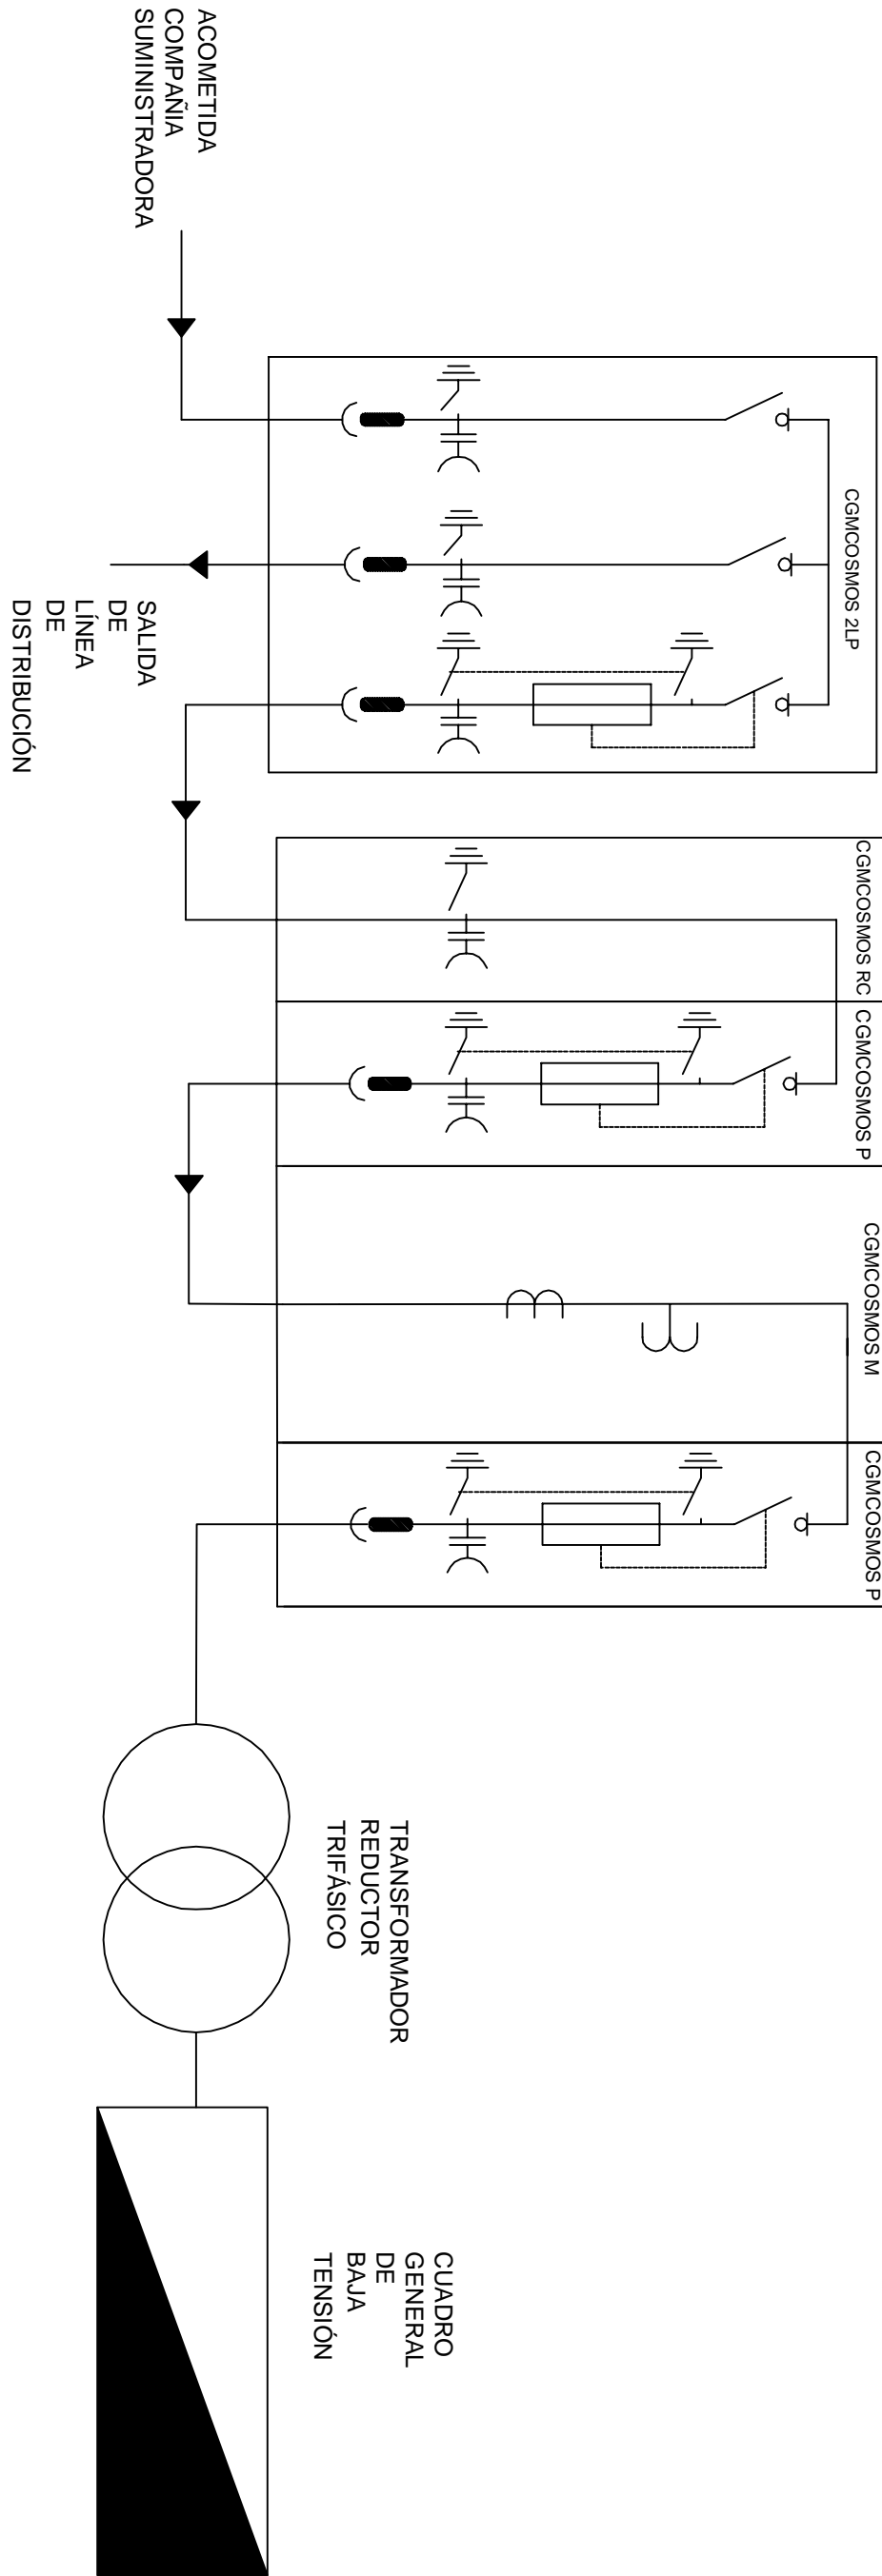 ACOMETIDA
COMPAÑIA
SUMINISTRADORA
SALIDA
DE
LÍNEA
DE
DISTRIBUCIÓN
CGMCOSMOS 2LP
CGMCOSMOS RC
CGMCOSMOS P
CGMCOSMOS M
CGMCOSMOS P
TRANSFORMADOR
REDUCTOR
TRIFÁSICO
CUADRO
GENERAL
DE
BAJA
TENSIÓN